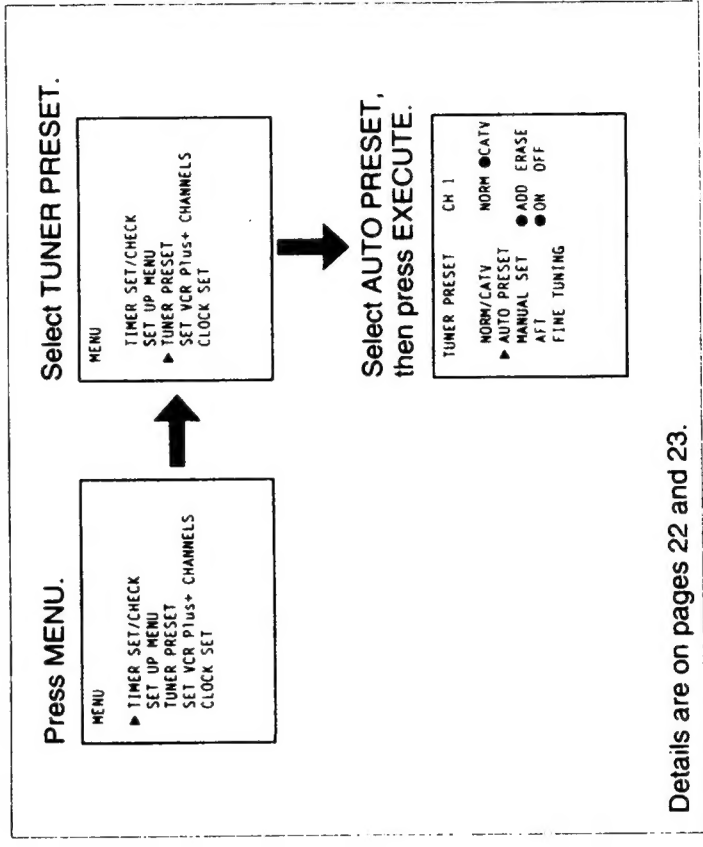 Press MENU.
MENU
▶ TIMER SET/CHECK
SET UP MENU
TUNER PRESET
SET VCR Plus+ CHANNELS
CLOCK SET
Select TUNER PRESET.
MENU
TIMER SET/CHECK
SET UP MENU
▶ TUNER PRESET
SET VCR Plus+ CHANNELS
CLOCK SET
Select AUTO PRESET,
then press EXECUTE.
TUNER PRESET CH 1
NORM/CATV NORM ●CATV
▶ AUTO PRESET
MANUAL SET ●ADD ERASE
AFT ●ON OFF
FINE TUNING
Details are on pages 22 and 23.